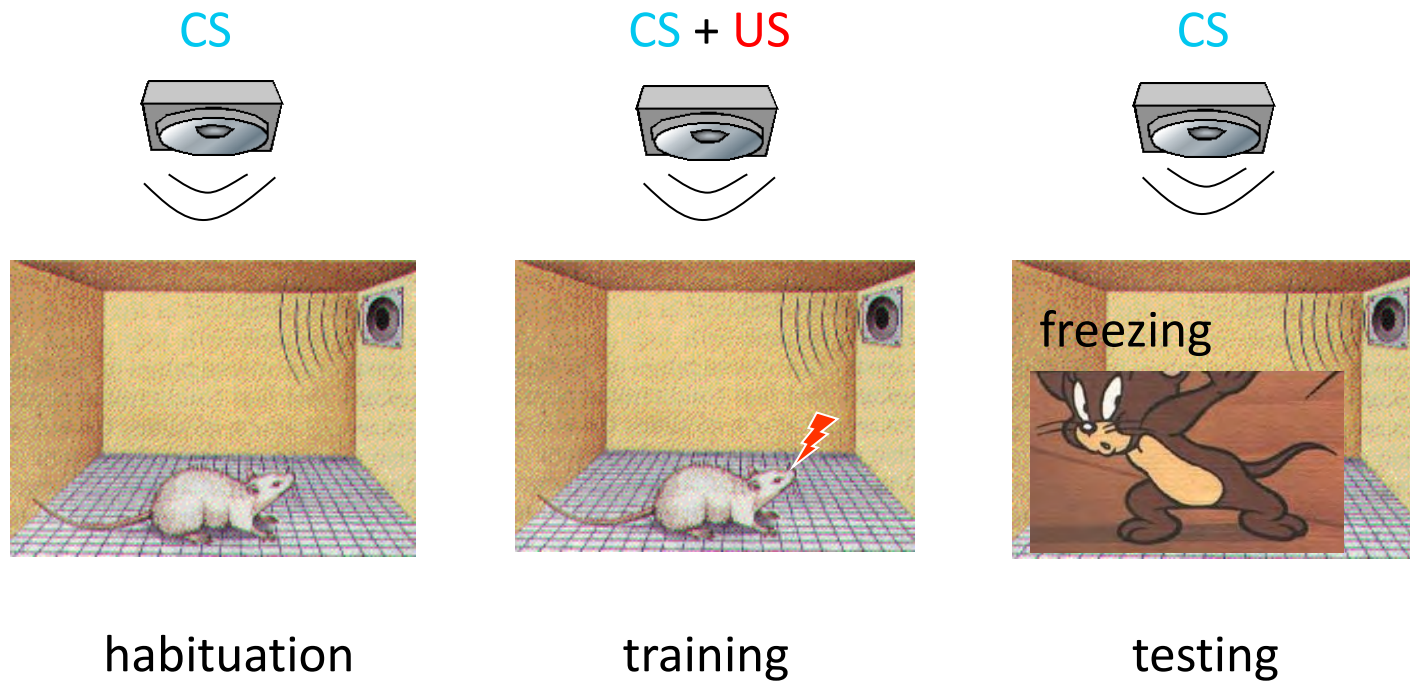 CS
CS + US
CS
freezing
habituation
training
testing